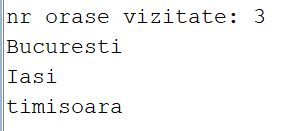 nr orase vizitate: 3
Bucuresti
Iasi
timisoara